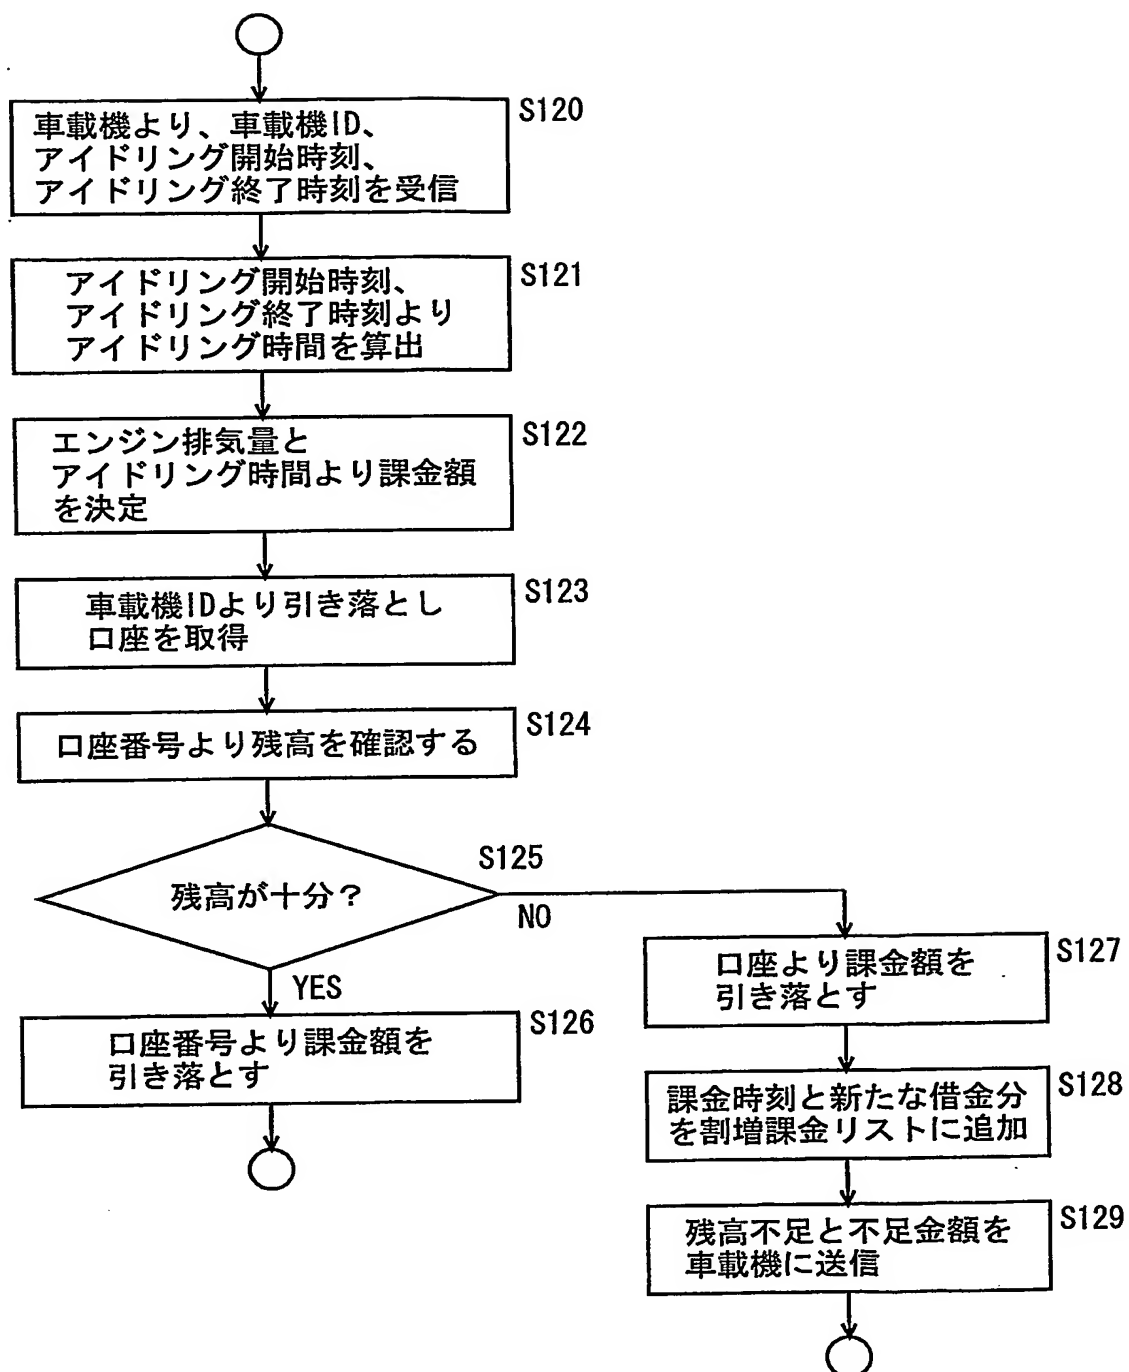 S120
車載機より、車載機ID、
アイドリング開始時刻、
アイドリング終了時刻を受信
S121
アイドリング開始時刻、
アイドリング終了時刻より
アイドリング時間を算出
S122
エンジン排気量と
アイドリング時間より課金額
を決定
S123
車載機IDより引き落とし
口座を取得
S124
口座番号より残高を確認する
S125
残高が十分?
NO
YES
S126
口座番号より課金額を
引き落とす
S127
口座より課金額を
引き落とす
S128
課金時刻と新たな借金分
を割増課金リストに追加
S129
残高不足と不足金額を
車載機に送信